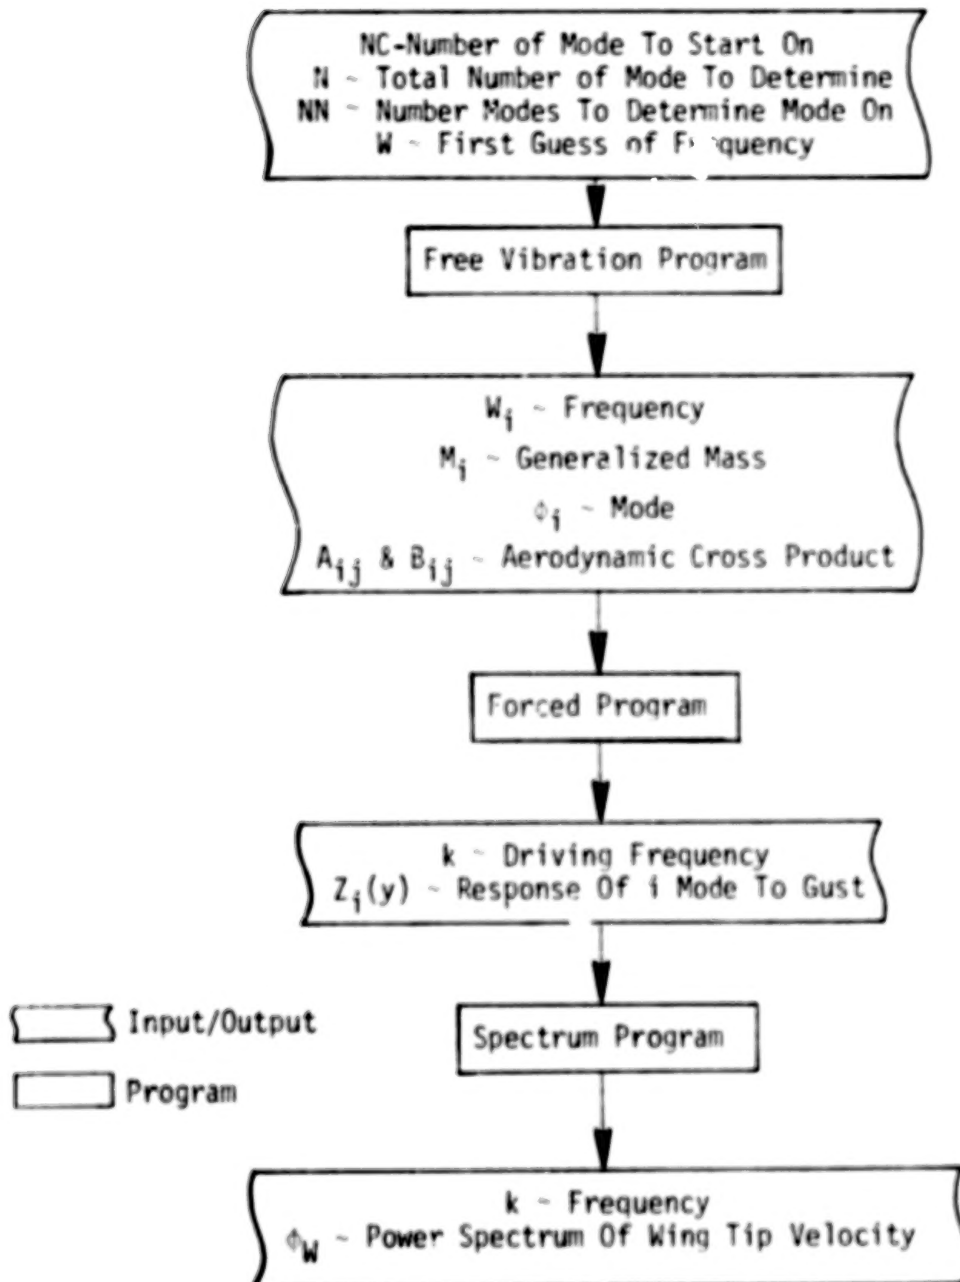 NC-Number of Mode To Start On
N ~ Total Number of Mode To Determine
NN ~ Number Modes To Determine Mode On
W ~ First Guess of
Free Vibration Program
W_i ~ Frequency
M_i ~ Generalized Mass
ϕ_i ~ Mode
A_ij & B_ij ~ Aerodynamic Cross Product
Forced Program
k ~ Driving Frequency
Z_i(y) ~ Response Of i Mode To Gust
Spectrum Program
Input/Output
Program
k ~ Frequency
ϕ_W ~ Power Spectrum Of Wing Tip Velocity